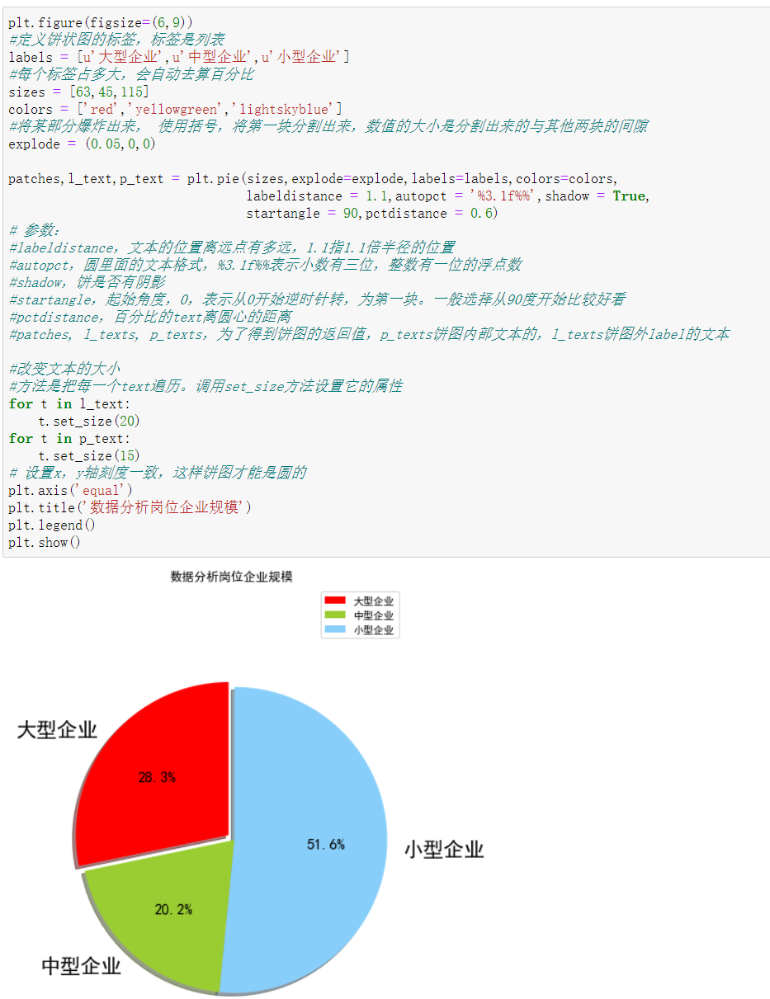 plt.figure(figsize=(6,9))
#定义饼状图的标签，标签是列表
labels = [u'大型企业',u'中型企业',u'小型企业']
#每个标签占多大，会自动去算百分比
sizes = [63,45,115]
colors = ['red','yellowgreen','lightskyblue']
#将某部分爆炸出来， 使用括号，将第一块分割出来，数值的大小是分割出来的与其他两块的间隙
explode = (0.05,0,0)
patches,l_text,p_text = plt.pie(sizes,explode=explode,labels=labels,colors=colors,
labeldistance = 1.1,autopct = '%3.1f%%',shadow = True,
startangle = 90,pctdistance = 0.6)
# 参数:
#labeldistance，文本的位置离远点有多远，1.1指1.1倍半径的位置
#autopct，圆里面的文本格式，%3.1f%%表示小数有三位，整数有一位的浮点数
#shadow，饼是否有阴影
#startangle，起始角度，0，表示从0开始逆时针转，为第一块。一般选择从90度开始比较好看
#pctdistance，百分比的text离圆心的距离
#patches, l_texts, p_texts，为了得到饼图的返回值，p_texts饼图内部文本的，l_texts饼图外label的文本
#改变文本的大小
#方法是把每一个text遍历。调用set_size方法设置它的属性
for t in l_text:
t.set_size(20)
for t in p_text:
t.set_size(15)
# 设置x，y轴刻度一致，这样饼图才能是圆的
plt.axis('equal')
plt.title('数据分析岗位企业规模')
plt.legend()
plt.show()
数据分析岗位企业规模
大型企业
中型企业
小型企业
大型企业
28.3%
51.6%
小型企业
20.2%
中型企业